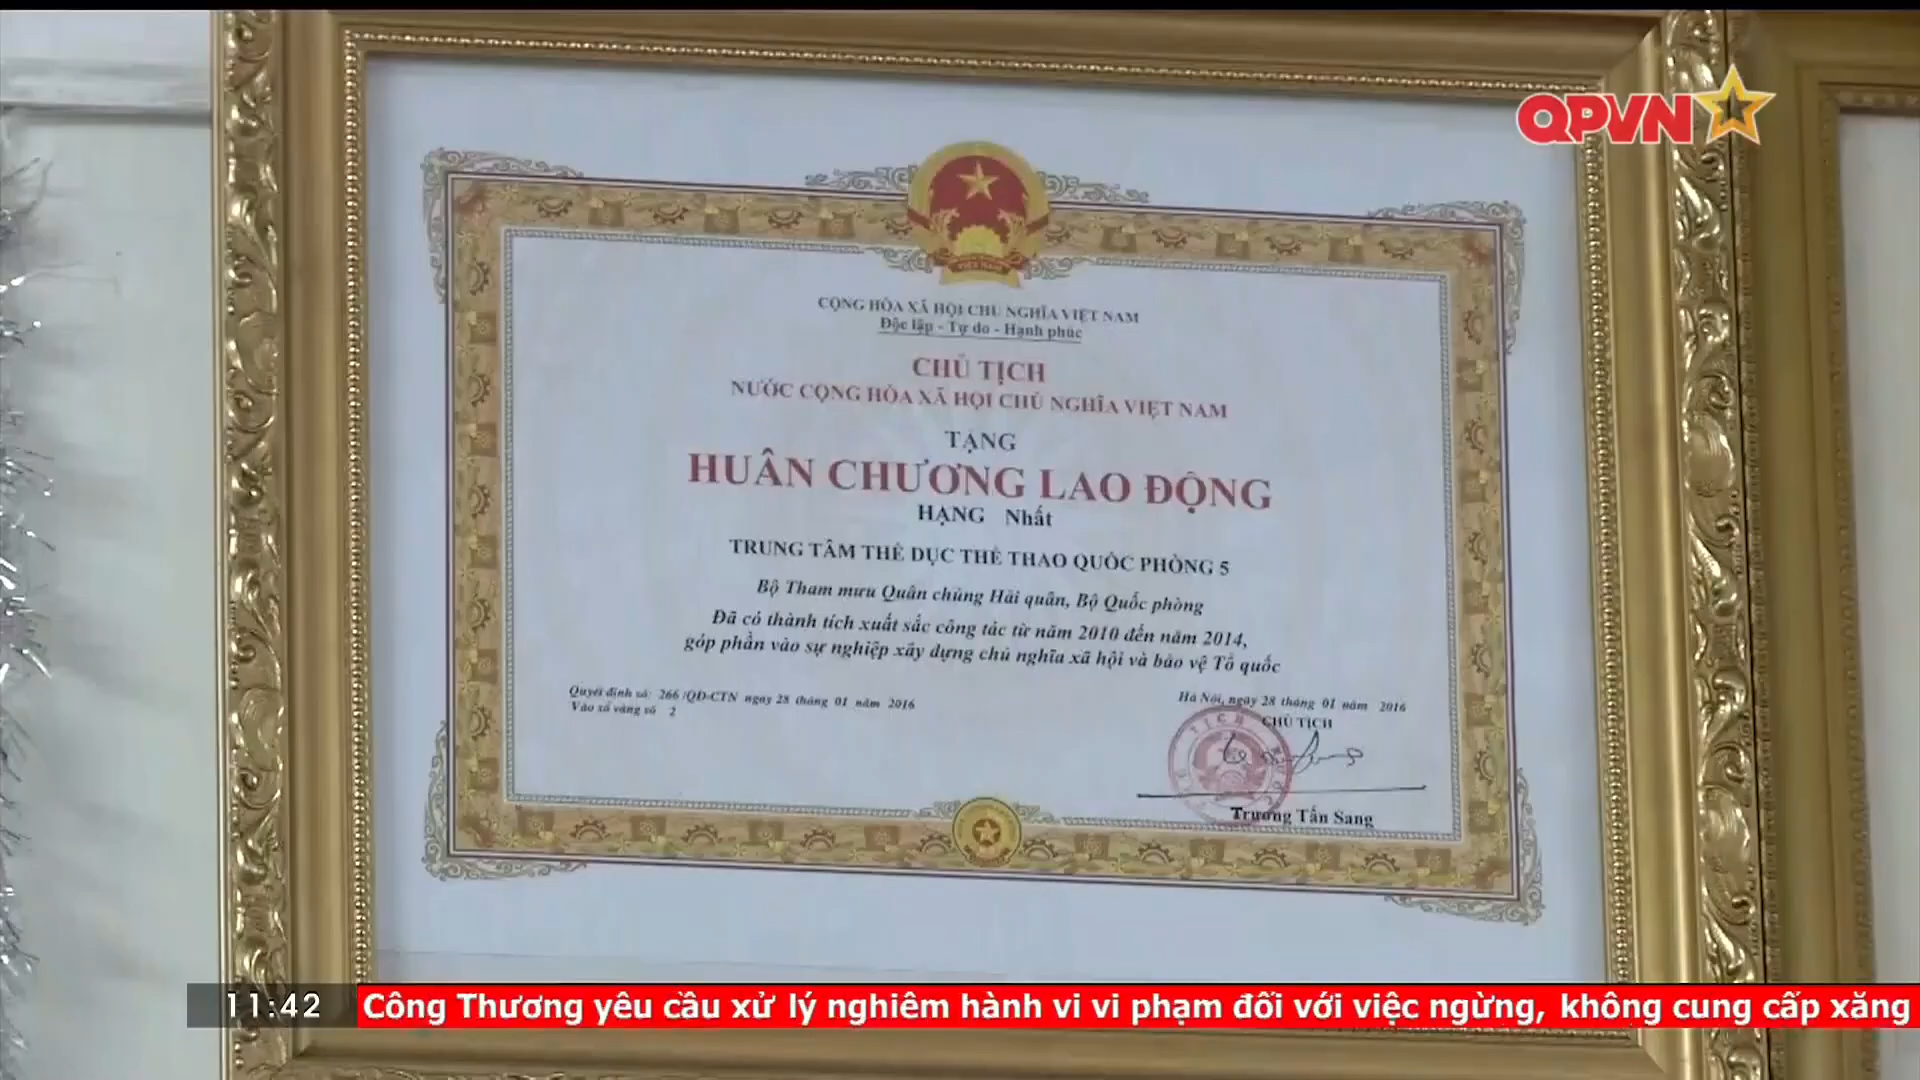 QPVN
VIỆT NAM
CỘNG HÒA XÃ HỘI CHỦ NGHĨA VIỆT NAM
Độc lập - Tự do - Hạnh phúc
CHỦ TỊCH
NƯỚC CỘNG HÒA XÃ HỘI CHỦ NGHĨA VIỆT NAM
TẶNG
HUÂN CHƯƠNG LAO ĐỘNG
HẠNG Nhất
TRUNG TÂM THỂ DỤC THỂ THAO QUỐC PHÒNG 5
Bộ Tham mưu Quân chủng Hải quân, Bộ Quốc phòng
Đã có thành tích xuất sắc công tác từ năm 2010 đến năm 2014,
góp phần vào sự nghiệp xây dựng chủ nghĩa xã hội và bảo vệ Tổ quốc
Quyết định số: 266 /QĐ-CTN ngày 28 tháng 01 năm 2016
Vào sổ vàng số 2
Hà Nội, ngày 28 tháng 01 năm 2016
CHỦ TỊCH
Trương Tấn Sang
11:42
Công Thương yêu cầu xử lý nghiêm hành vi vi phạm đối với việc ngừng, không cung cấp xăng